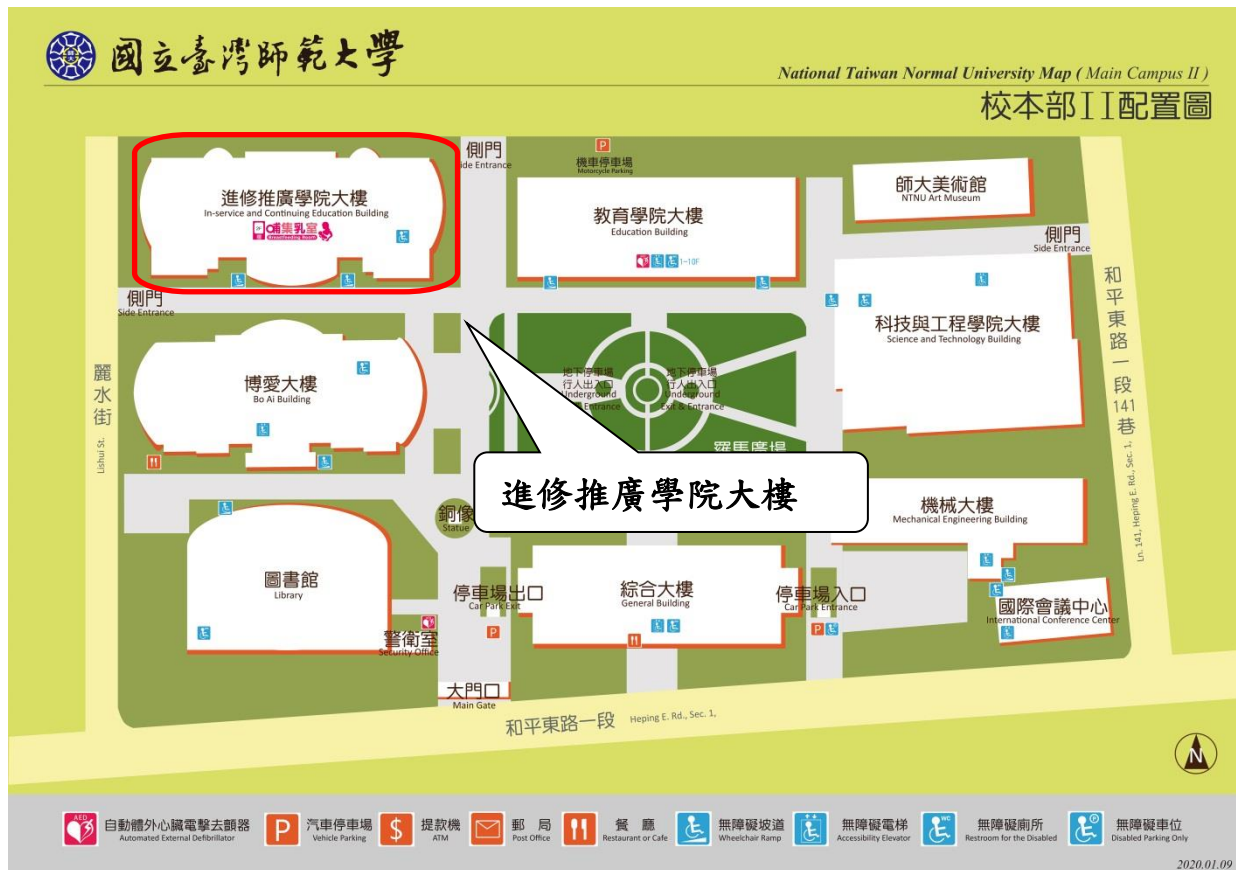 國立臺灣師範大學
National Taiwan Normal University Map ( Main Campus II )
校本部II配置圖
側門
Side Entrance
P
機車停車場
Motorcycle Parking
進修推廣學院大樓
In-service and Continuing Education Building
哺集乳室
Breastfeeding Room
教育學院大樓
Education Building
1-10F
師大美術館
NTNU Art Museum
側門
Side Entrance
側門
Side Entrance
科技與工程學院大樓
Science and Technology Building
和平東路一段141巷
Ln. 141, Heping E. Rd., Sec. 1,
麗水街
Lishui St.
博愛大樓
Bo Ai Building
地下停車場
行人出入口
Underground
Entrance
地下停車場
行人出入口
Underground
Exit & Entrance
羅馬廣場
進修推廣學院大樓
銅像
Statue
機械大樓
Mechanical Engineering Building
圖書館
Library
停車場出口
Car Park Exit
P
綜合大樓
General Building
停車場入口
Car Park Entrance
P
國際會議中心
International Conference Center
警衛室
Security Office
大門口
Main Gate
和平東路一段 Heping E. Rd., Sec. 1,
N
AED
自動體外心臟電擊去顫器
Automated External Defibrillator
P
汽車停車場
Vehicle Parking
$
提款機
ATM
郵局
Post Office
餐廳
Restaurant or Cafe
無障礙坡道
Wheelchair Ramp
無障礙電梯
Accessibility Elevator
WC
無障礙廁所
Restroom for the Disabled
P
無障礙車位
Disabled Parking Only
2020.01.09